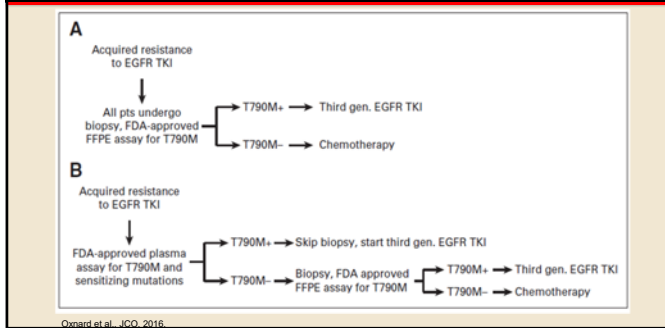 A
Acquired resistance
to EGFR TKI
All pts undergo
biopsy, FDA-approved
FFPE assay for T790M
T790M+ Third gen. EGFR TKI
T790M– Chemotherapy
B
Acquired resistance
to EGFR TKI
FDA-approved plasma
assay for T790M and
sensitizing mutations
T790M+ Skip biopsy, start third gen. EGFR TKI
T790M– Biopsy, FDA approved
FFPE assay for T790M
T790M+ Third gen. EGFR TKI
T790M– Chemotherapy
Oxnard et al., JCO, 2016.